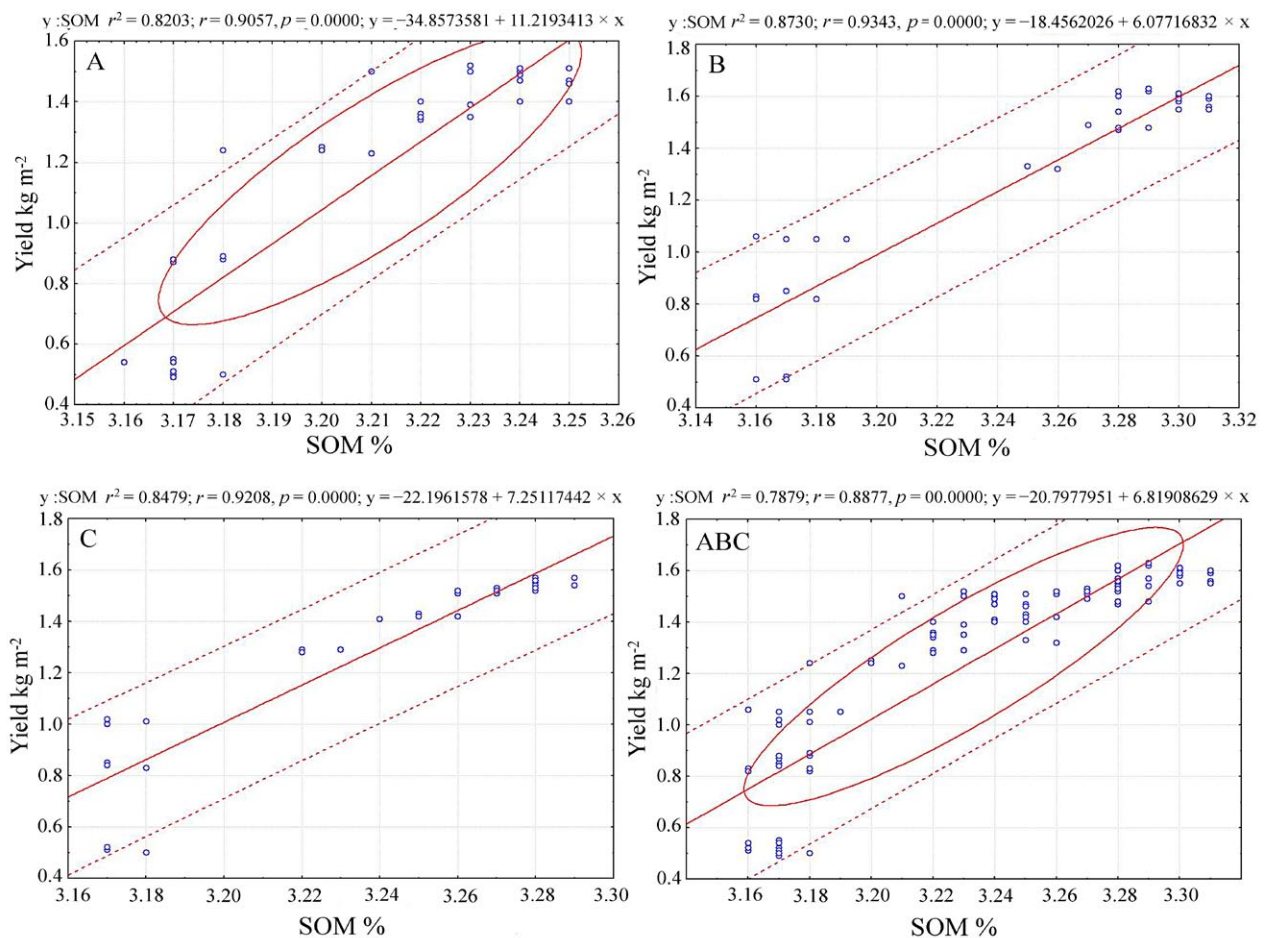 y :SOM r² = 0.8203; r = 0.9057, p = 0.0000; y = −34.8573581 + 11.2193413 × x
A
1.6
1.4
1.2
1.0
0.8
0.6
0.4
Yield kg m⁻²
3.15 3.16 3.17 3.18 3.19 3.20 3.21 3.22 3.23 3.24 3.25 3.26
SOM %
y :SOM r² = 0.8730; r = 0.9343, p = 0.0000; y = −18.4562026 + 6.07716832 × x
B
1.8
1.6
1.4
1.2
1.0
0.8
0.6
0.4
Yield kg m⁻²
3.14 3.16 3.18 3.20 3.22 3.24 3.26 3.28 3.30 3.32
SOM %
y :SOM r² = 0.8479; r = 0.9208, p = 0.0000; y = −22.1961578 + 7.25117442 × x
C
1.8
1.6
1.4
1.2
1.0
0.8
0.6
0.4
Yield kg m⁻²
3.16 3.18 3.20 3.22 3.24 3.26 3.28 3.30
SOM %
y :SOM r² = 0.7879; r = 0.8877, p = 00.0000; y = −20.7977951 + 6.81908629 × x
ABC
1.8
1.6
1.4
1.2
1.0
0.8
0.6
0.4
Yield kg m⁻²
3.16 3.18 3.20 3.22 3.24 3.26 3.28 3.30
SOM %